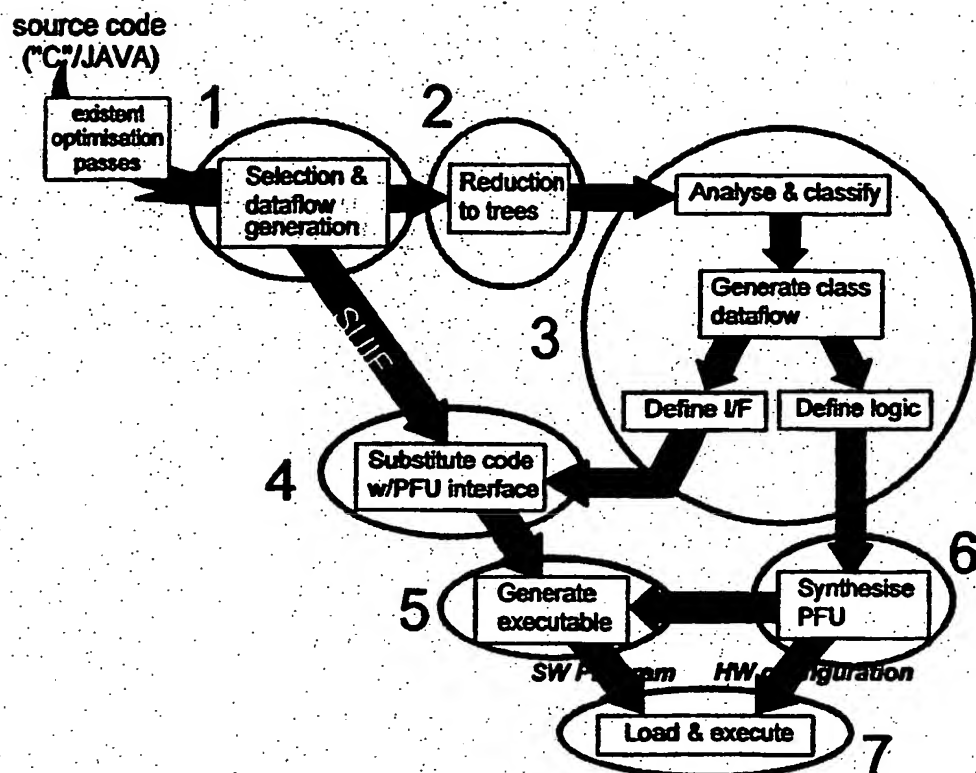 source code
("C"/JAVA)
existent
optimisation
passes
1
Selection &
dataflow
generation
2
Reduction
to trees
3
Analyse & classify
Generate class
dataflow
Define I/F
Define logic
SUIF
4
Substitute code
w/PFU interface
5
Generate
executable
6
Synthesise
PFU
SW
HW
7
Load & execute